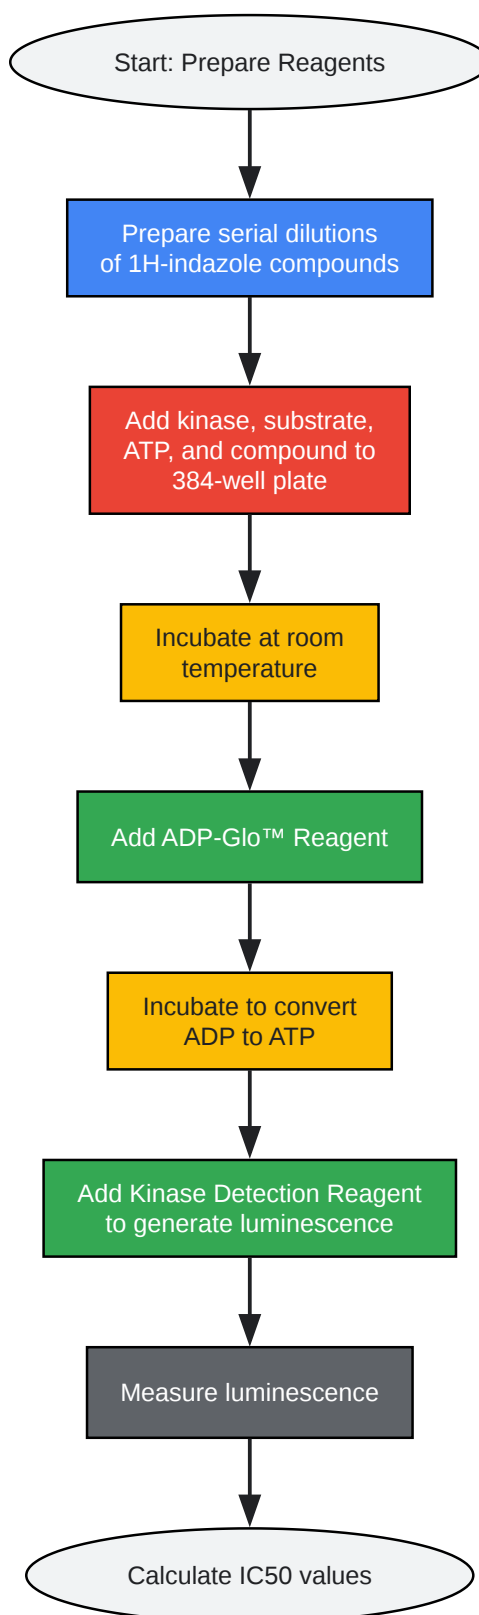 Start: Prepare Reagents
Prepare serial dilutions
of 1H-indazole compounds
Add kinase, substrate,
ATP, and compound to
384-well plate
Incubate at room
temperature
Add ADP-Glo™ Reagent
Incubate to convert
ADP to ATP
Add Kinase Detection Reagent
to generate luminescence
Measure luminescence
Calculate IC50 values